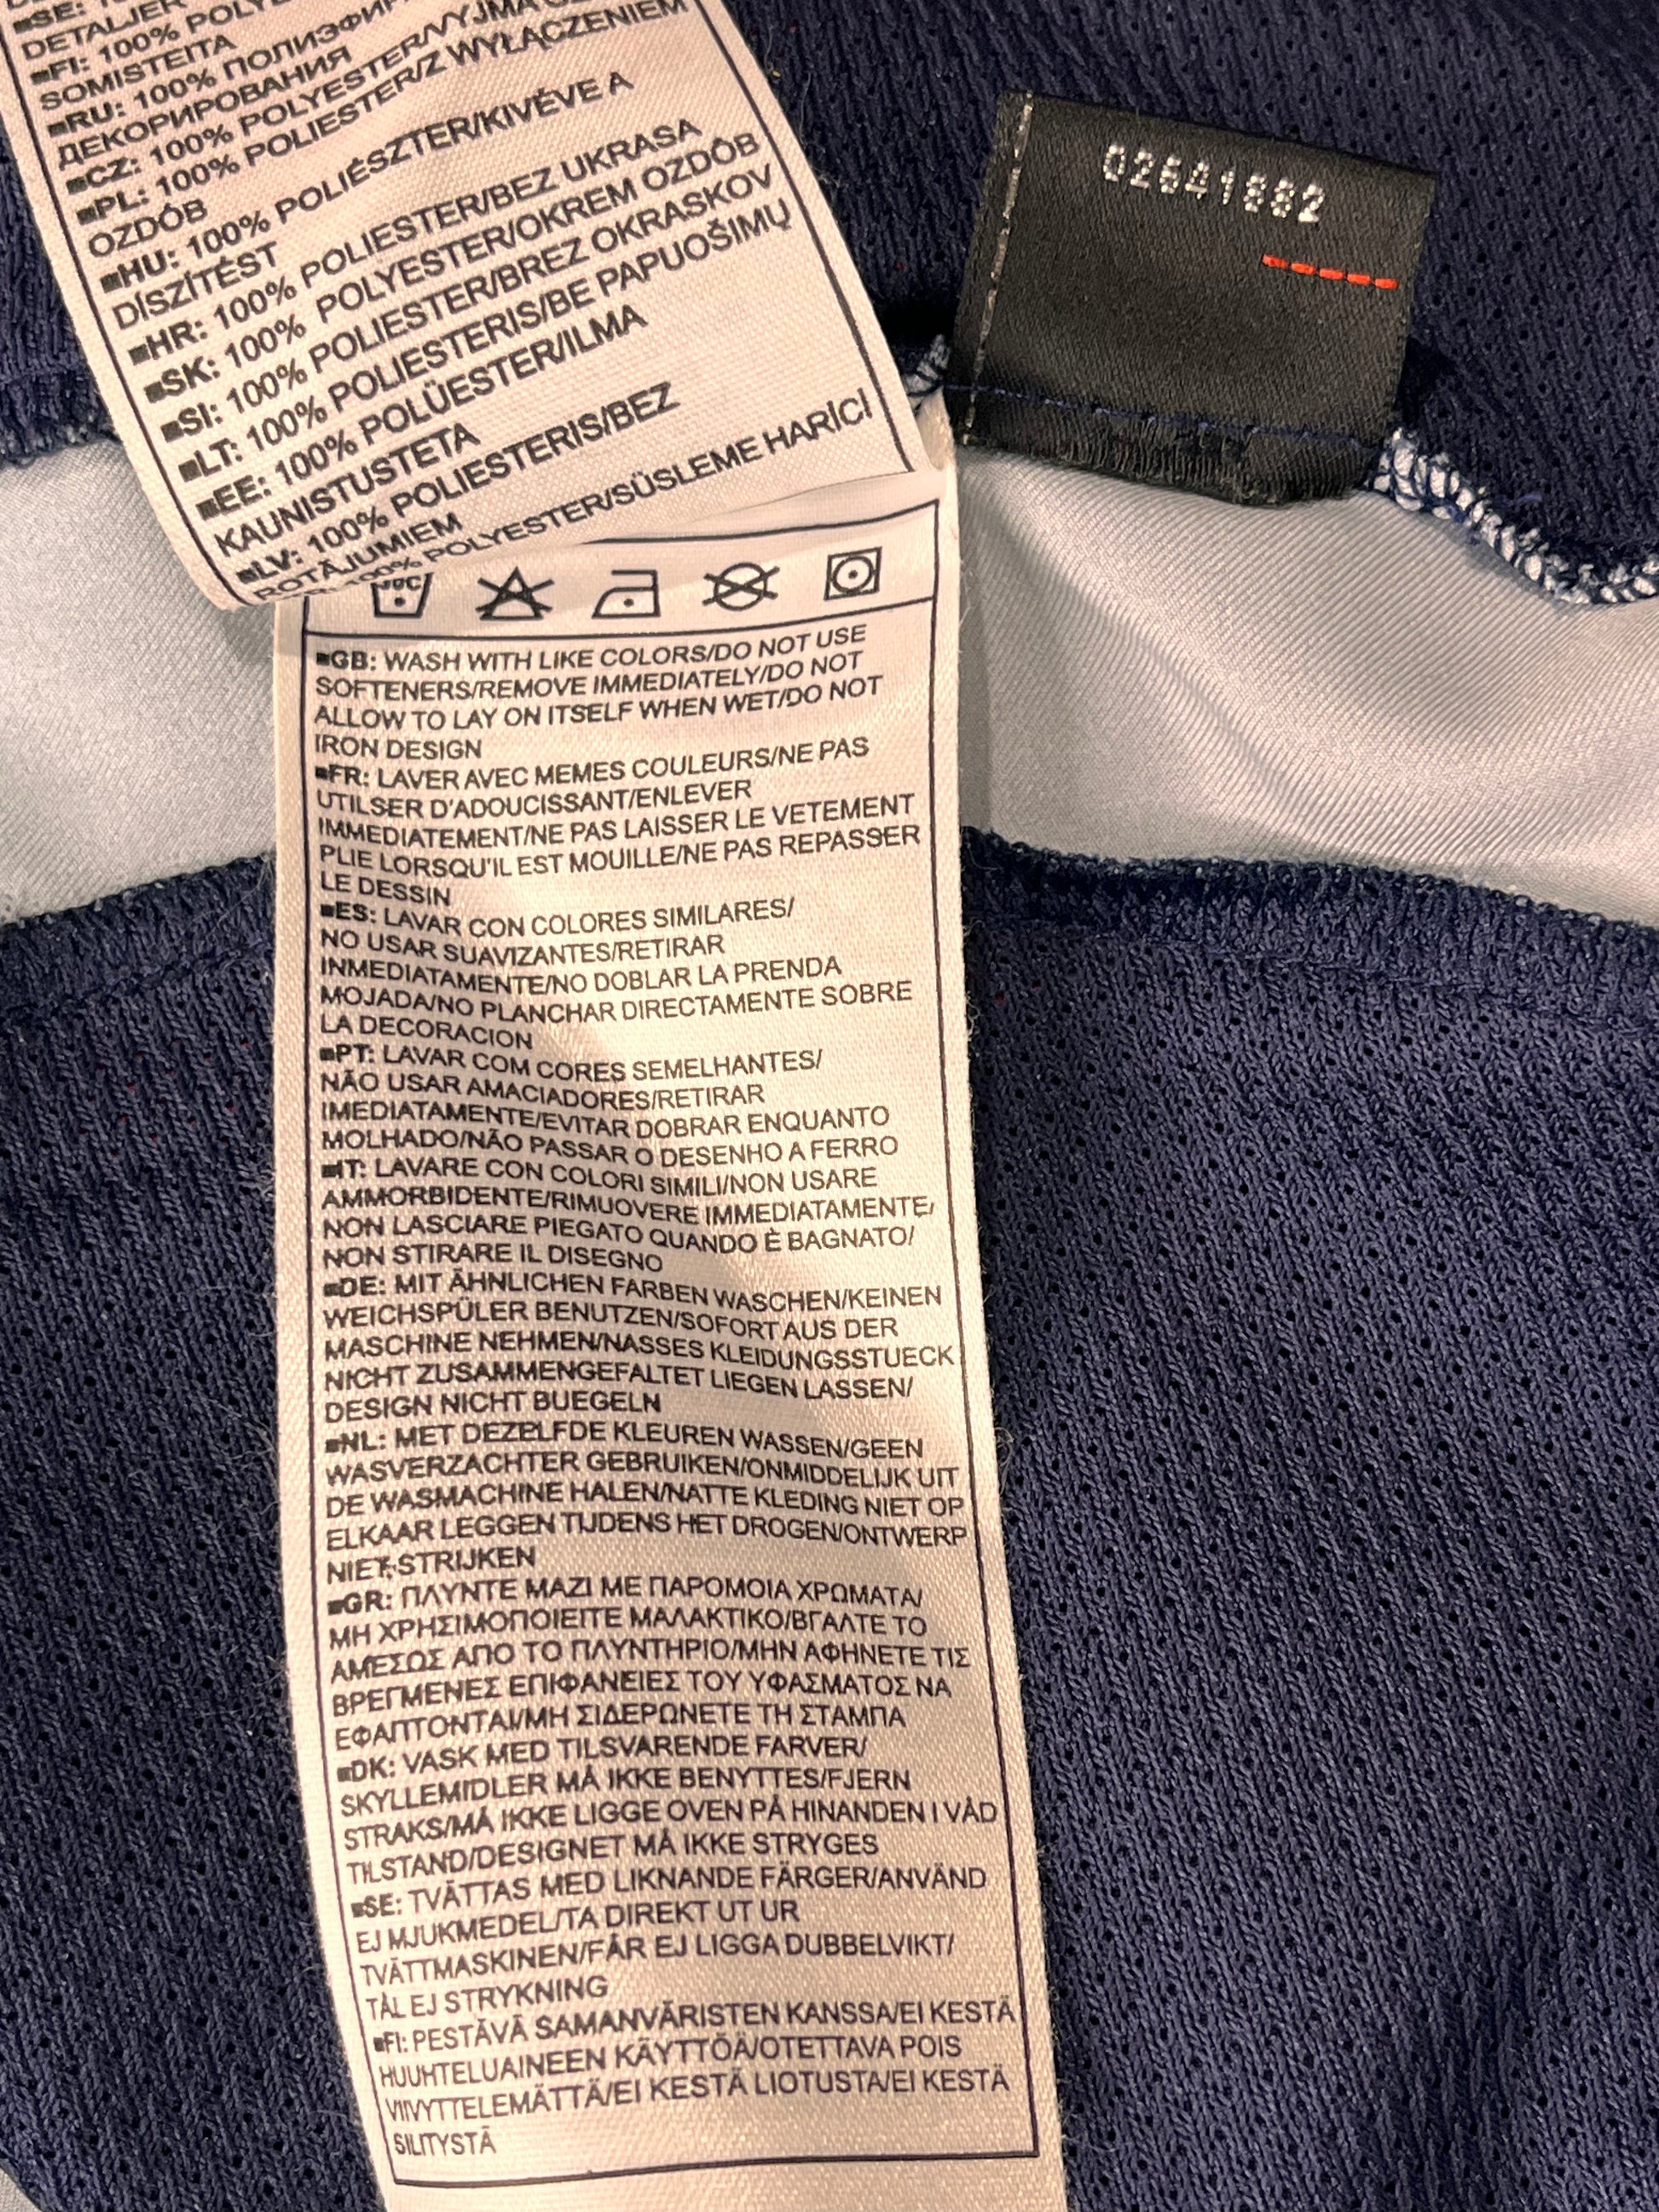 ■SE:
DETALJER
■FI: 100%
SOMISTEITA
■RU: 100%
ДЕКОРИРОВАНИЯ
■CZ: 100% POLYESTER/VYJMA
■PL: 100% POLIESTER/Z WYŁĄCZENIEM
OZDÓB
■HU: 100% POLIÉSZTER/KIVÉVE A
DÍSZÍTÉST
■HR: 100% POLIESTER/BEZ UKRASA
■SK: 100% POLYESTER/OKREM OZDÔB
■SI: 100% POLIESTER/BREZ OKRASKOV
■LT: 100% POLIESTERIS/BE PAPUOŠIMŲ
■EE: 100% POLÜESTER/ILMA
KAUNISTUSTETA
■LV: 100% POLIESTERIS/BEZ
ROTĀJUMIEM
100% POLYESTER/SÜSLEME HARİCİ
02641882
■GB: WASH WITH LIKE COLORS/DO NOT USE
SOFTENERS/REMOVE IMMEDIATELY/DO NOT
ALLOW TO LAY ON ITSELF WHEN WET/DO NOT
IRON DESIGN
■FR: LAVER AVEC MEMES COULEURS/NE PAS
UTILSER D'ADOUCISSANT/ENLEVER
IMMEDIATEMENT/NE PAS LAISSER LE VETEMENT
PLIE LORSQU'IL EST MOUILLE/NE PAS REPASSER
LE DESSIN
■ES: LAVAR CON COLORES SIMILARES/
NO USAR SUAVIZANTES/RETIRAR
INMEDIATAMENTE/NO DOBLAR LA PRENDA
MOJADA/NO PLANCHAR DIRECTAMENTE SOBRE
LA DECORACION
■PT: LAVAR COM CORES SEMELHANTES/
NÃO USAR AMACIADORES/RETIRAR
IMEDIATAMENTE/EVITAR DOBRAR ENQUANTO
MOLHADO/NÃO PASSAR O DESENHO A FERRO
■IT: LAVARE CON COLORI SIMILI/NON USARE
AMMORBIDENTE/RIMUOVERE IMMEDIATAMENTE/
NON LASCIARE PIEGATO QUANDO È BAGNATO/
NON STIRARE IL DISEGNO
■DE: MIT ÄHNLICHEN FARBEN WASCHEN/KEINEN
WEICHSPÜLER BENUTZEN/SOFORT AUS DER
MASCHINE NEHMEN/NASSES KLEIDUNGSSTUECK
NICHT ZUSAMMENGEFALTET LIEGEN LASSEN/
DESIGN NICHT BUEGELN
■NL: MET DEZELFDE KLEUREN WASSEN/GEEN
WASVERZACHTER GEBRUIKEN/ONMIDDELIJK UIT
DE WASMACHINE HALEN/NATTE KLEDING NIET OP
ELKAAR LEGGEN TIJDENS HET DROGEN/ONTWERP
NIET STRIJKEN
■GR: ΠΛΥΝΤΕ ΜΑΖΙ ΜΕ ΠΑΡΟΜΟΙΑ ΧΡΩΜΑΤΑ/
ΜΗ ΧΡΗΣΙΜΟΠΟΙΕΙΤΕ ΜΑΛΑΚΤΙΚΟ/ΒΓΑΛΤΕ ΤΟ
ΑΜΕΣΩΣ ΑΠΟ ΤΟ ΠΛΥΝΤΗΡΙΟ/ΜΗΝ ΑΦΗΝΕΤΕ ΤΙΣ
ΒΡΕΓΜΕΝΕΣ ΕΠΙΦΑΝΕΙΕΣ ΤΟΥ ΥΦΑΣΜΑΤΟΣ ΝΑ
ΕΦΑΠΤΟΝΤΑΙ/ΜΗ ΣΙΔΕΡΩΝΕΤΕ ΤΗ ΣΤΑΜΠΑ
■DK: VASK MED TILSVARENDE FARVER/
SKYLLEMIDLER MÅ IKKE BENYTTES/FJERN
STRAKS/MÅ IKKE LIGGE OVEN PÅ HINANDEN I VÅD
TILSTAND/DESIGNET MÅ IKKE STRYGES
■SE: TVÄTTAS MED LIKNANDE FÄRGER/ANVÄND
EJ MJUKMEDEL/TA DIREKT UT UR
TVÄTTMASKINEN/FÅR EJ LIGGA DUBBELVIKT/
TÅL EJ STRYKNING
■FI: PESTÄVÄ SAMANVÄRISTEN KANSSA/EI KESTÄ
HUUHTELUAINEEN KÄYTTÖÄ/OTETTAVA POIS
VIIVYTTELEMÄTTÄ/EI KESTÄ LIOTUSTA/EI KESTÄ
SILITYSTÄ